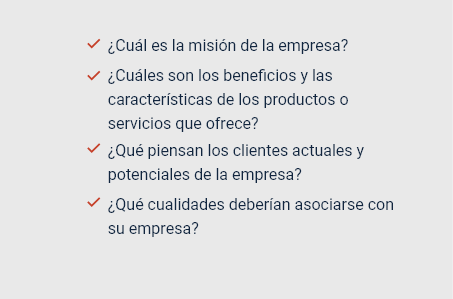 ¿Cuál es la misión de la empresa?
¿Cuáles son los beneficios y las
características de los productos o
servicios que ofrece?
¿Qué piensan los clientes actuales y
potenciales de la empresa?
¿Qué cualidades deberían asociarse con
su empresa?